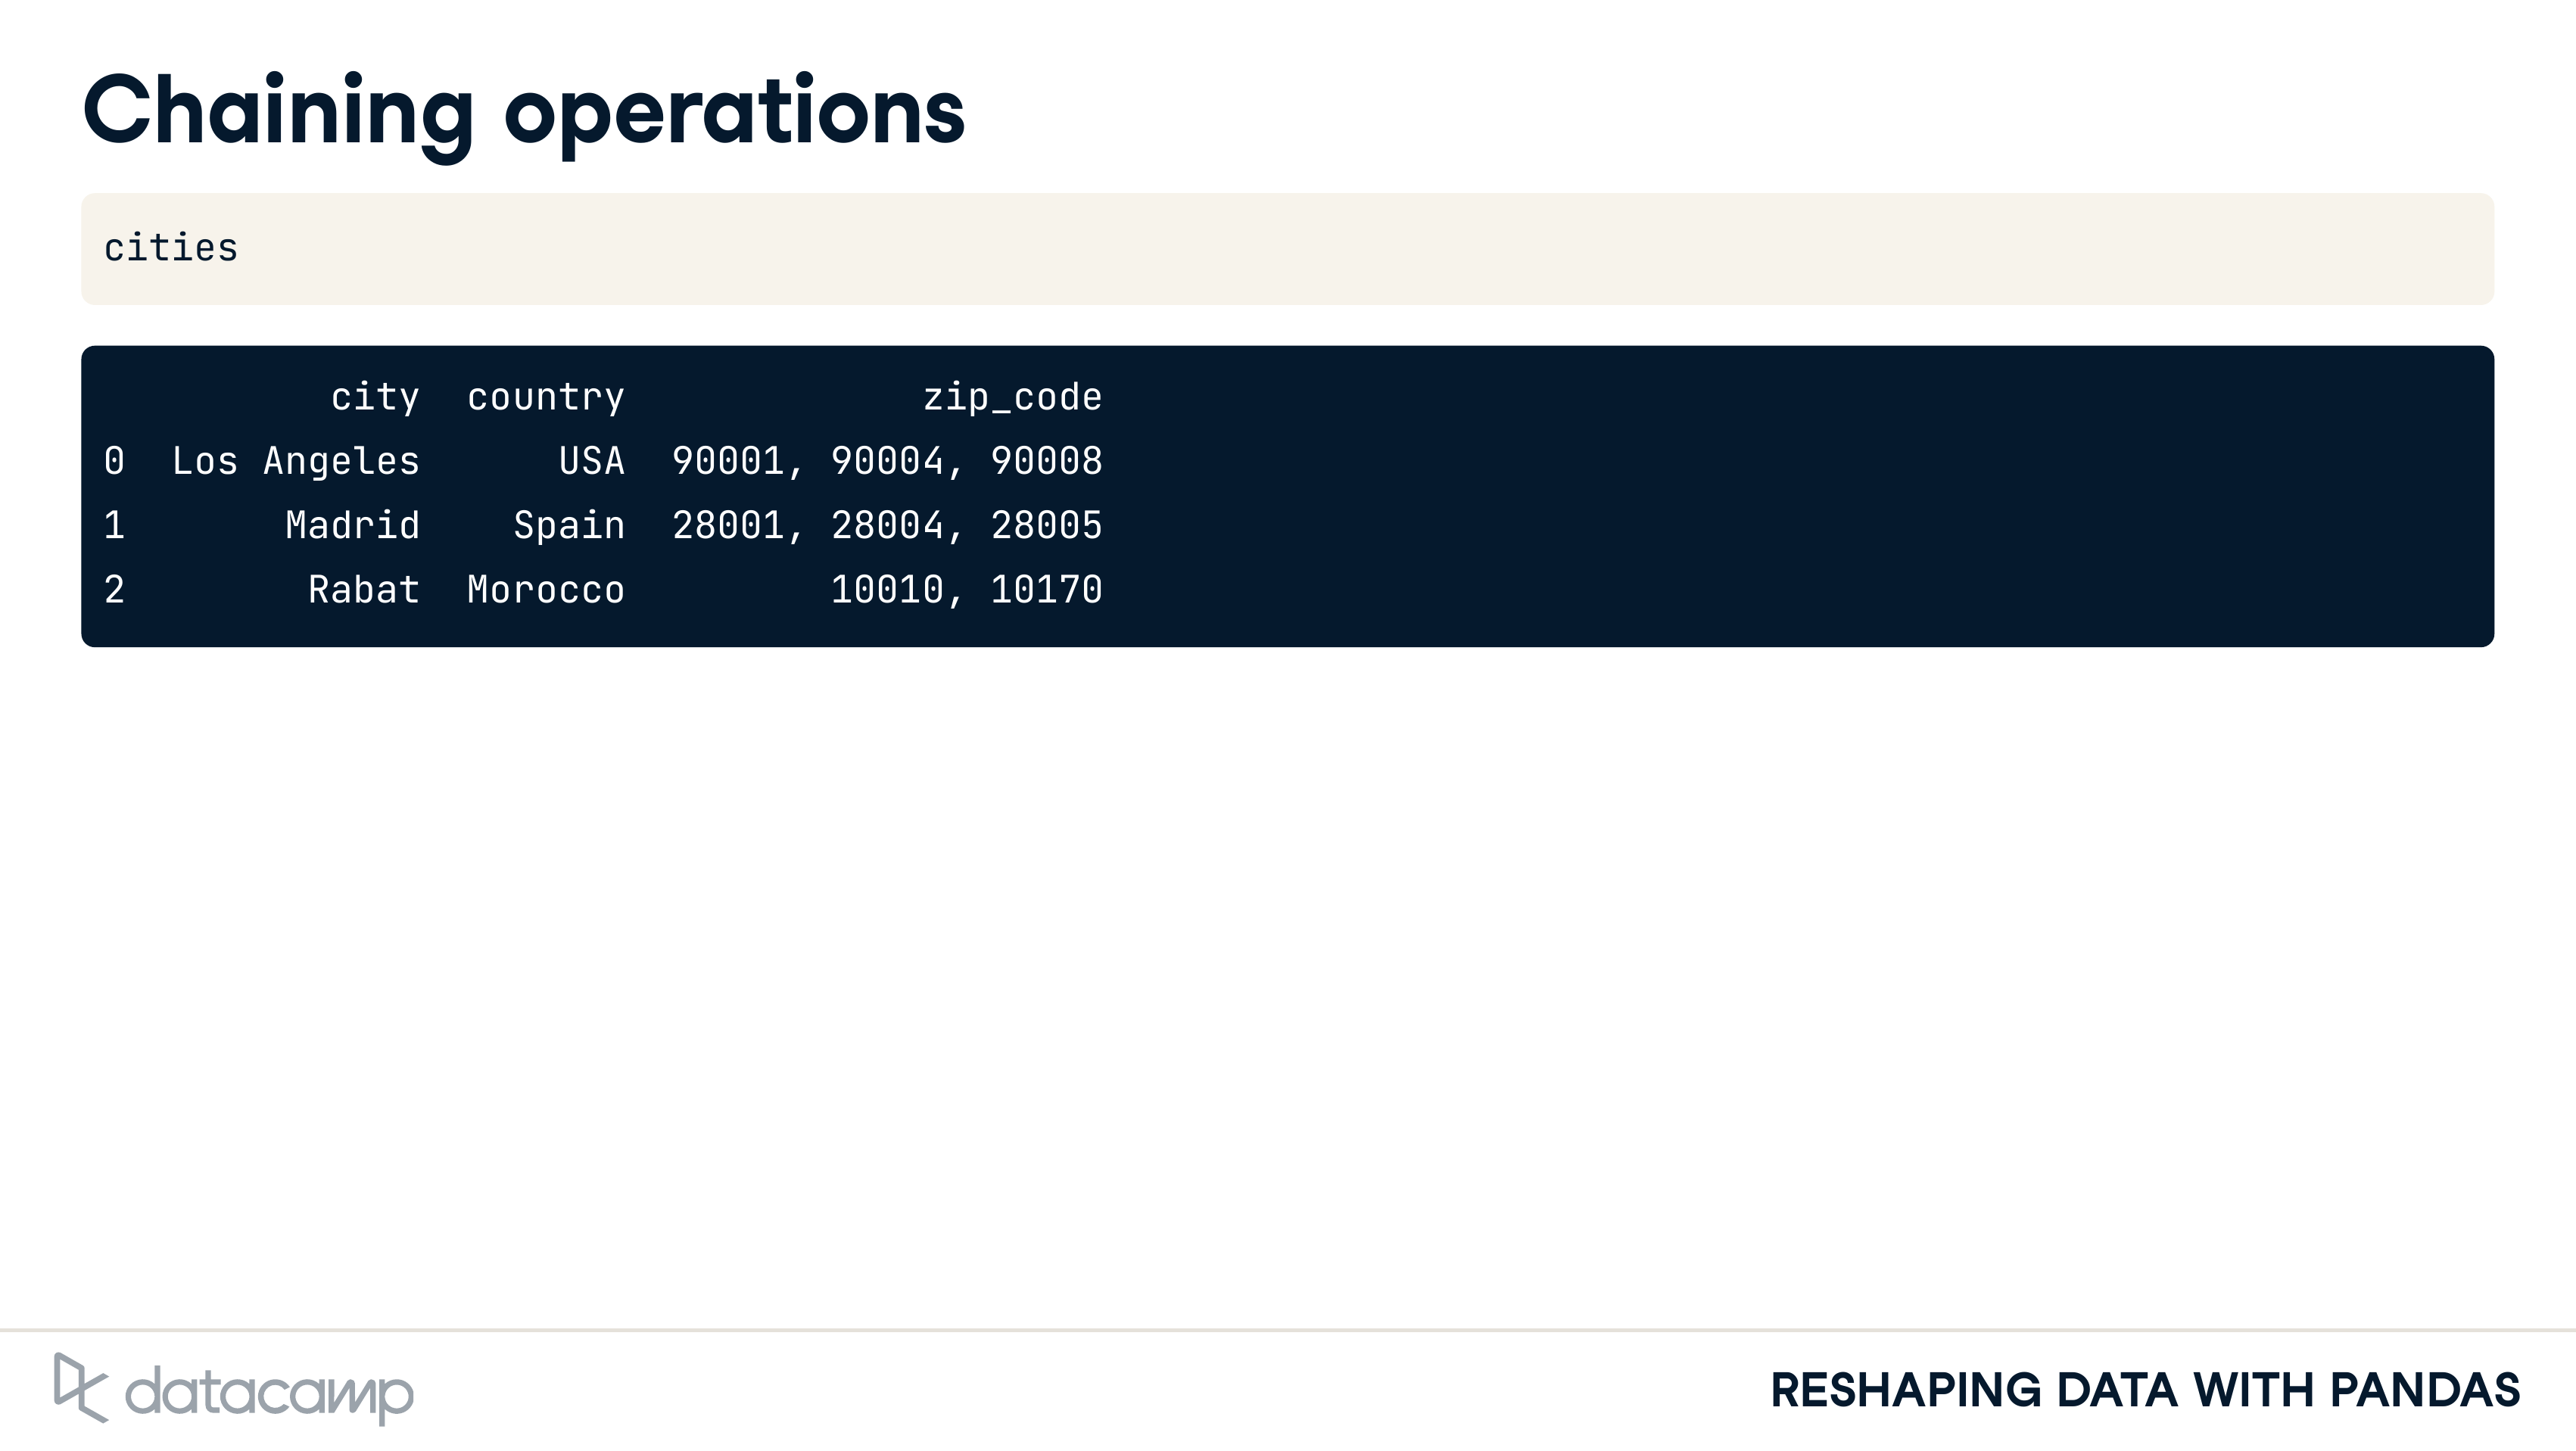 Chaining operations
cities
city country zip_code
0 Los Angeles USA 90001, 90004, 90008
1 Madrid Spain 28001, 28004, 28005
2 Rabat Morocco 10010, 10170
datacamp
RESHAPING DATA WITH PANDAS